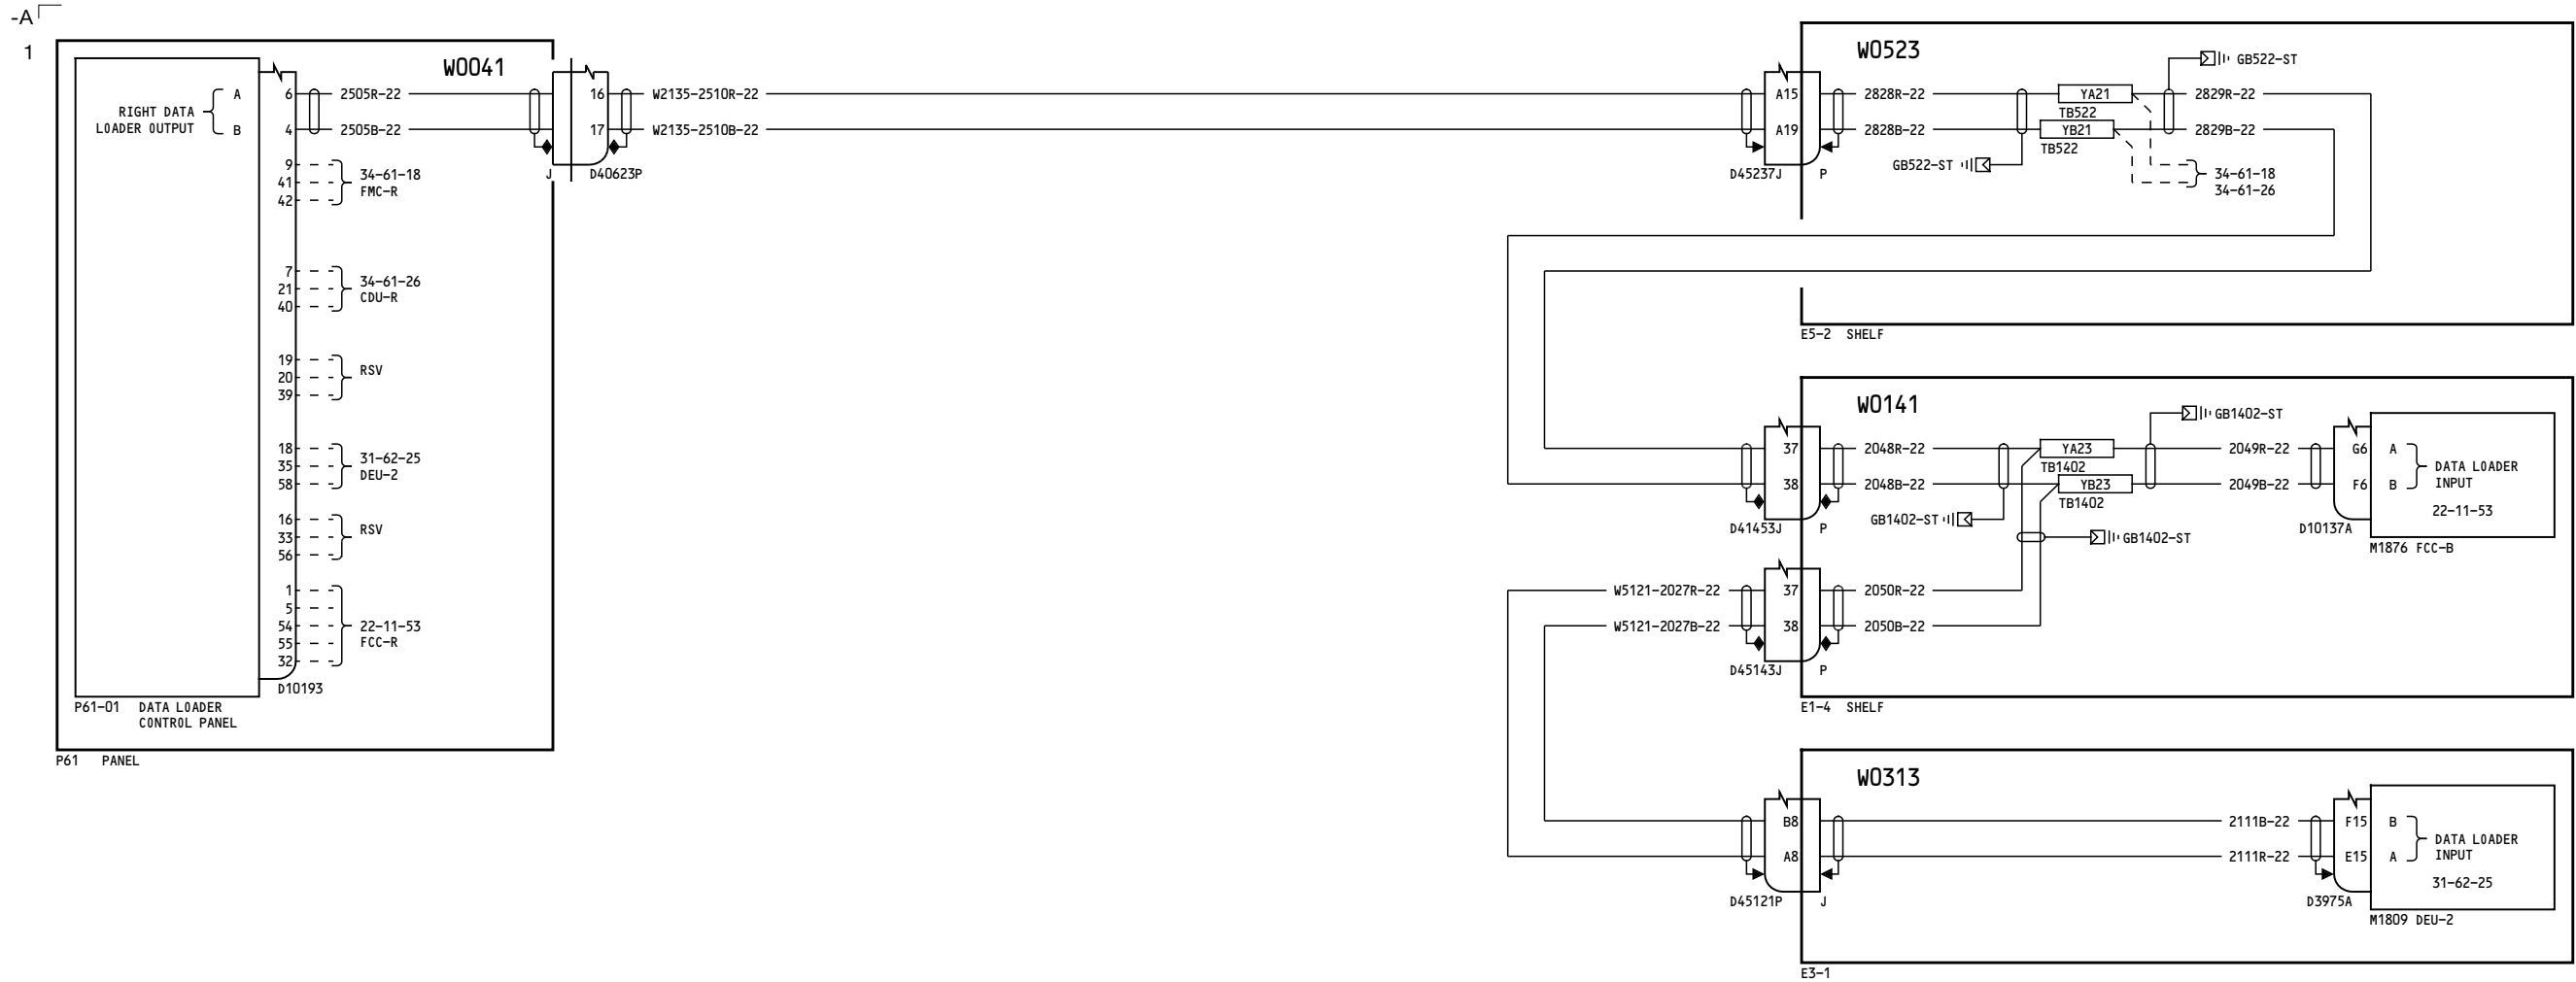 -A
1
W0041
RIGHT DATA
LOADER OUTPUT
A
B
6
4
2505R-22
2505B-22
9
41
42
34-61-18
FMC-R
7
21
40
34-61-26
CDU-R
19
20
39
RSV
18
35
58
31-62-25
DEU-2
16
33
56
RSV
1
5
54
55
32
22-11-53
FCC-R
D10193
P61-01 DATA LOADER
CONTROL PANEL
P61 PANEL
16
17
J
D40623P
W2135-2510R-22
W2135-2510B-22
W0523
A15
A19
D45237J
P
2828R-22
2828B-22
GB522-ST
YA21
TB522
YB21
TB522
GB522-ST
2829R-22
2829B-22
34-61-18
34-61-26
E5-2 SHELF
W0141
37
38
D41453J
P
2048R-22
2048B-22
GB1402-ST
YA23
TB1402
YB23
TB1402
GB1402-ST
GB1402-ST
2049R-22
2049B-22
G6
F6
A
B
DATA LOADER
INPUT
22-11-53
D10137A
M1876 FCC-B
W5121-2027R-22
W5121-2027B-22
37
38
D45143J
P
2050R-22
2050B-22
E1-4 SHELF
W0313
B8
A8
D45121P
J
2111B-22
2111R-22
F15
E15
B
A
DATA LOADER
INPUT
31-62-25
D3975A
M1809 DEU-2
E3-1